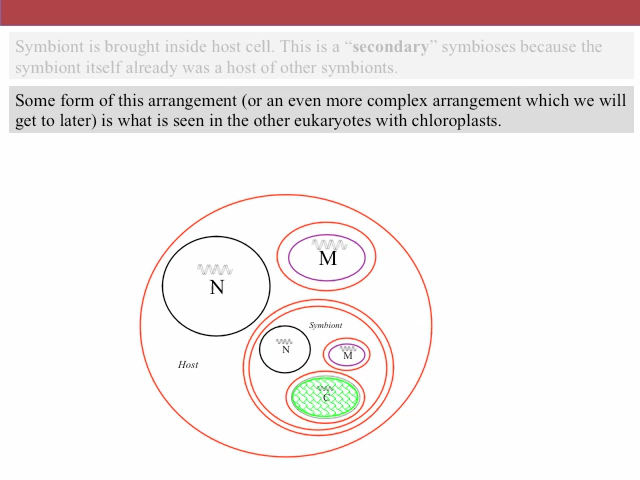 Symbiont is brought inside host cell. This is a “secondary” symbioses because the
symbiont itself already was a host of other symbionts.
Some form of this arrangement (or an even more complex arrangement which we will
get to later) is what is seen in the other eukaryotes with chloroplasts.
M
N
Symbiont
N
M
Host
C